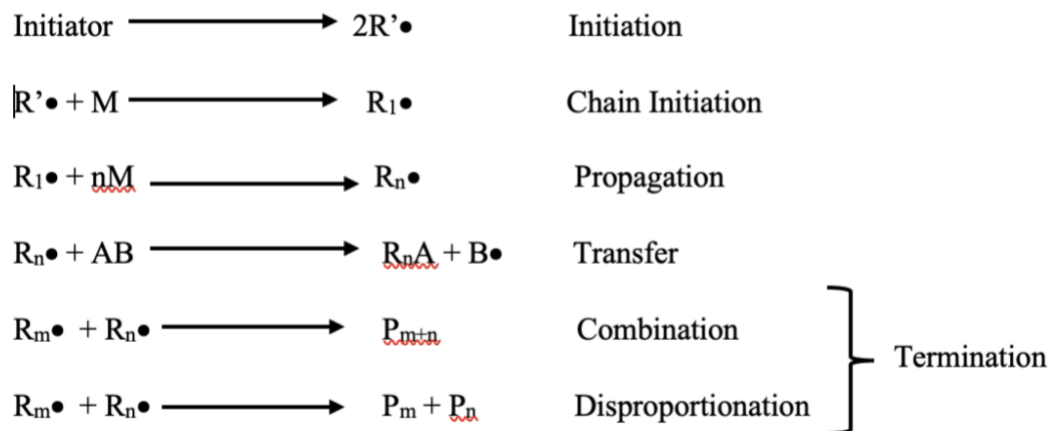 Initiator 2R’• Initiation
R’• + M R₁• Chain Initiation
R₁• + nM Rₙ• Propagation
Rₙ• + AB RₙA + B• Transfer
Rₘ• + Rₙ• Pₘ₊ₙ Combination
Termination
Rₘ• + Rₙ• Pₘ + Pₙ Disproportionation